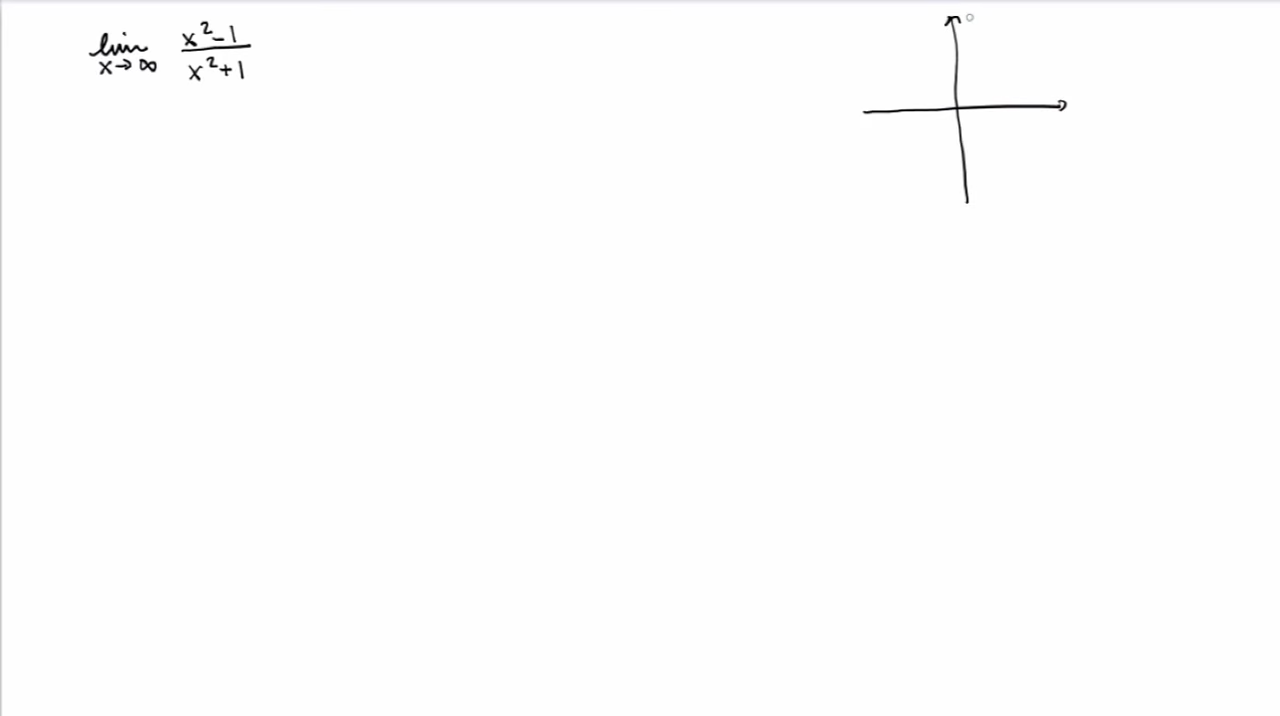 lim x→∞ x²-1 / x²+1